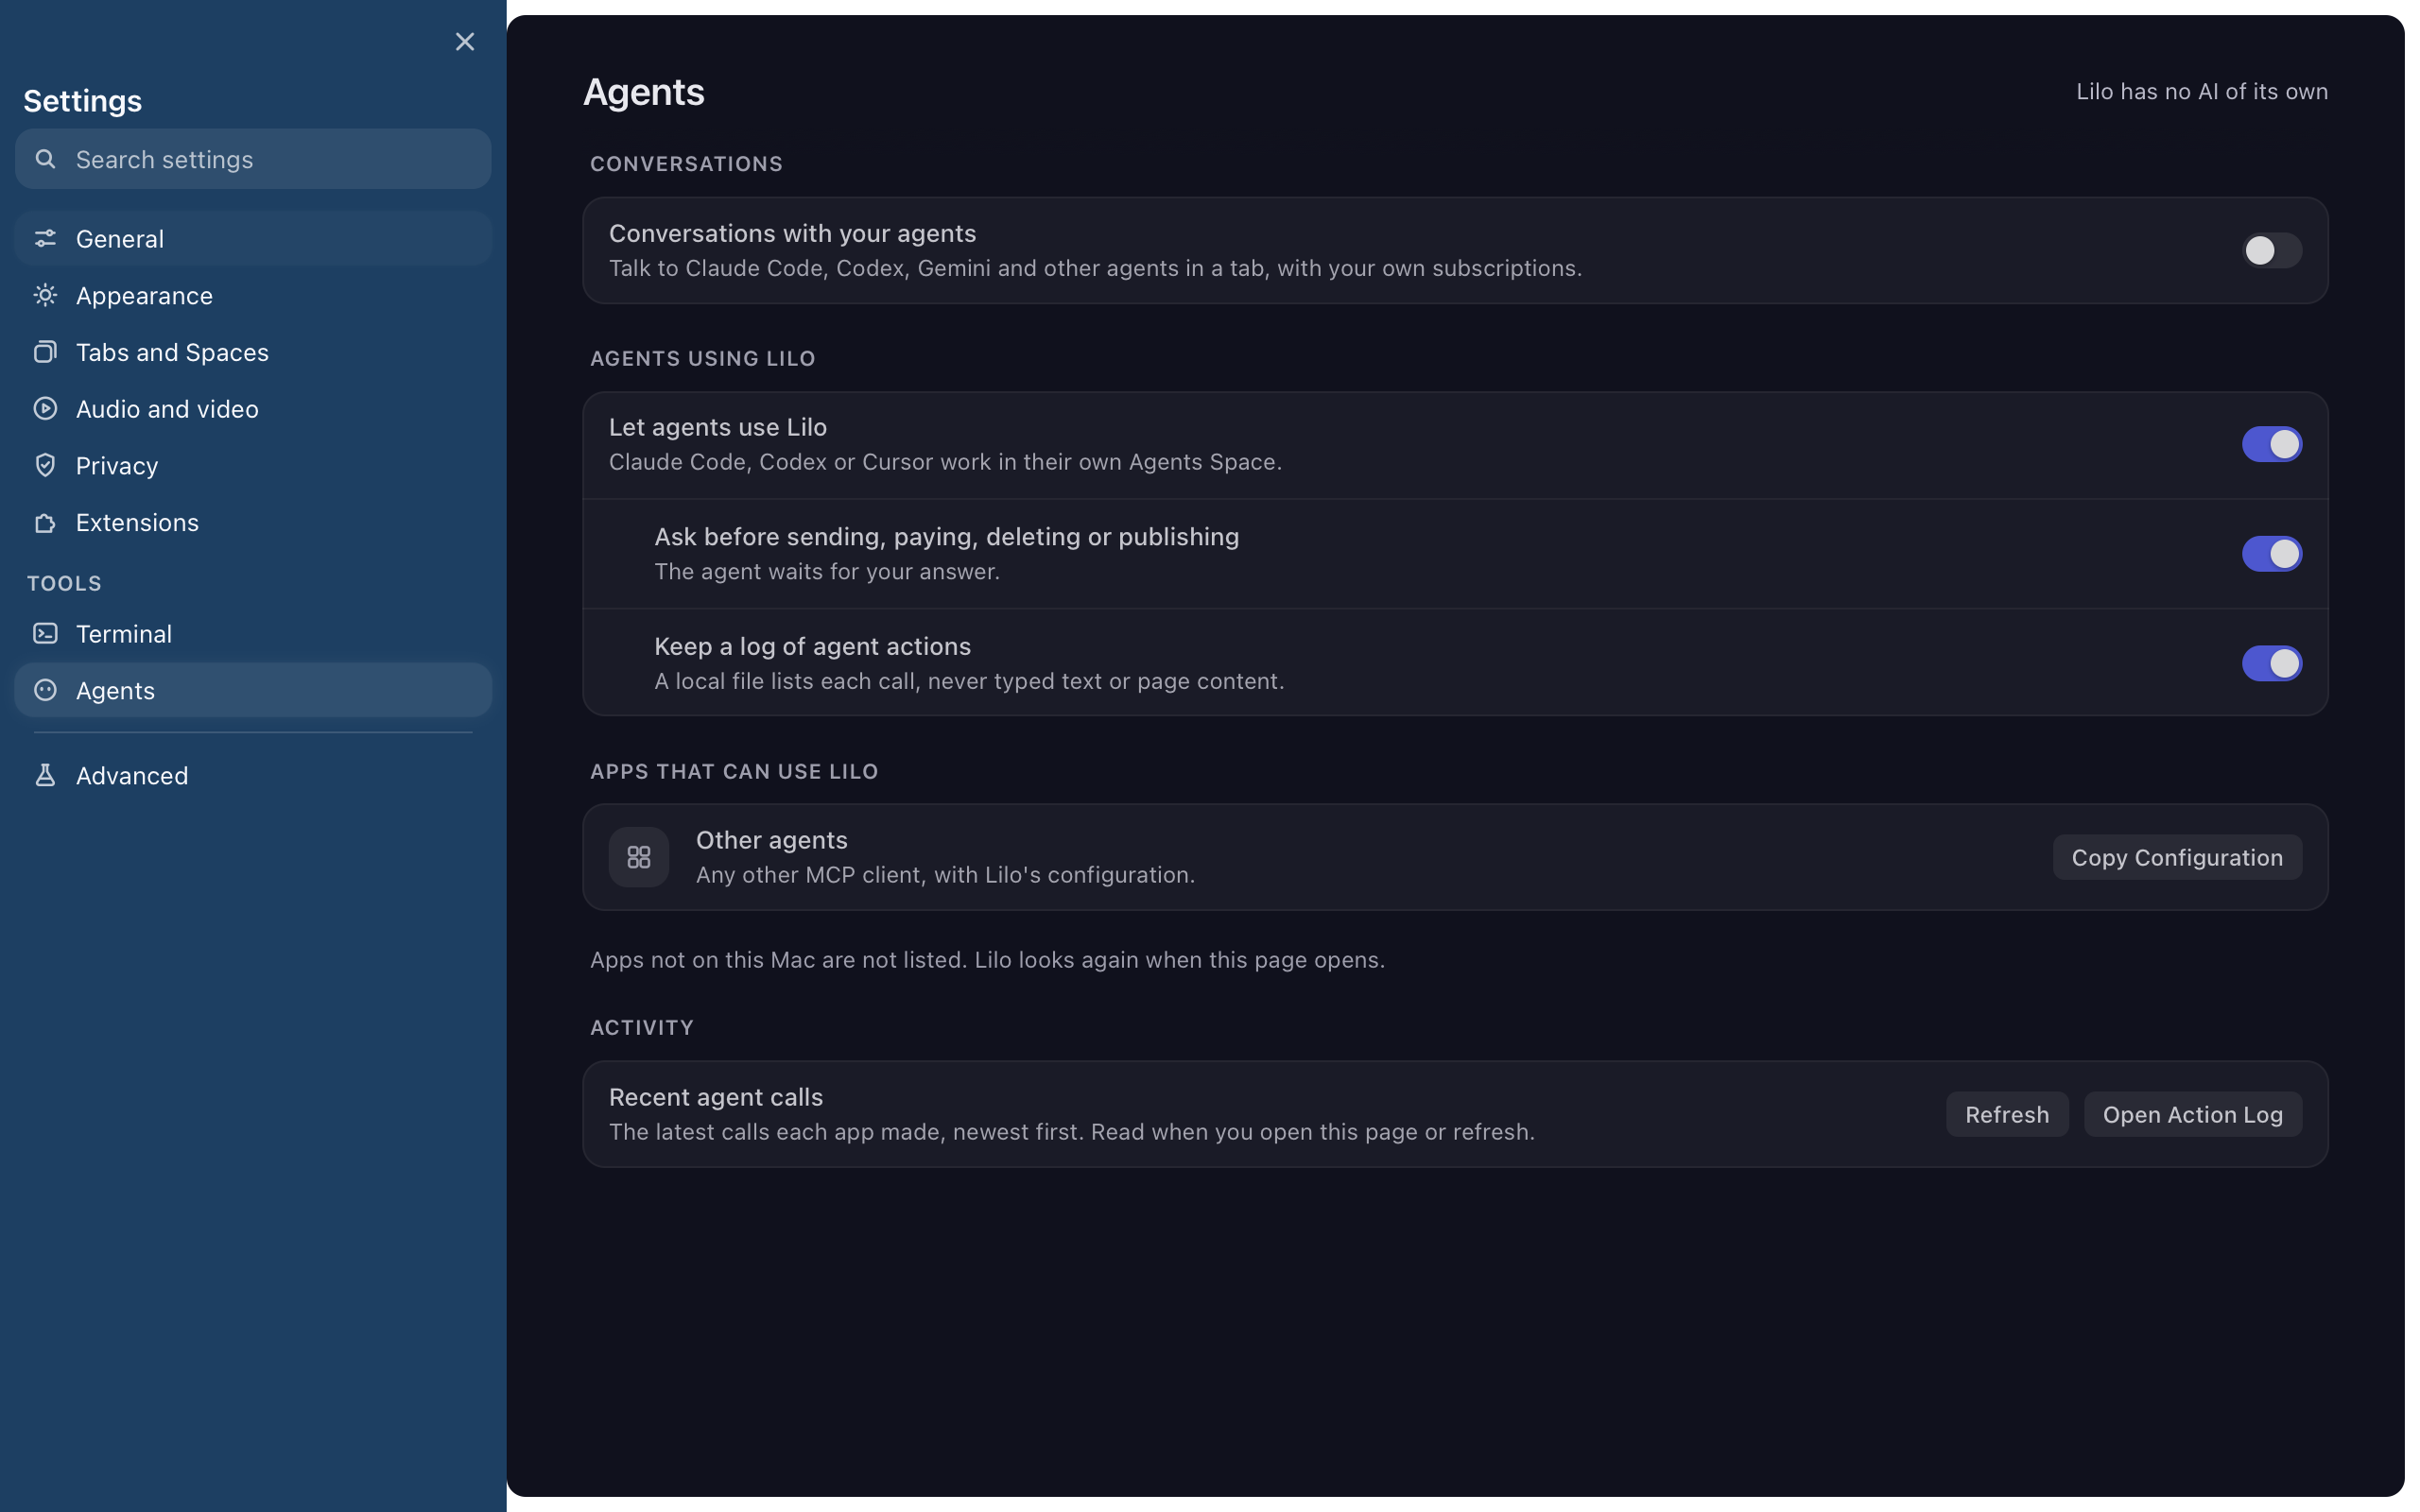 Settings
Search settings
General
Appearance
Tabs and Spaces
Audio and video
Privacy
Extensions
TOOLS
Terminal
Agents
Advanced
Agents
Lilo has no AI of its own
CONVERSATIONS
Conversations with your agents
Talk to Claude Code, Codex, Gemini and other agents in a tab, with your own subscriptions.
AGENTS USING LILO
Let agents use Lilo
Claude Code, Codex or Cursor work in their own Agents Space.
Ask before sending, paying, deleting or publishing
The agent waits for your answer.
Keep a log of agent actions
A local file lists each call, never typed text or page content.
APPS THAT CAN USE LILO
Other agents
Any other MCP client, with Lilo's configuration.
Copy Configuration
Apps not on this Mac are not listed. Lilo looks again when this page opens.
ACTIVITY
Recent agent calls
The latest calls each app made, newest first. Read when you open this page or refresh.
Refresh
Open Action Log